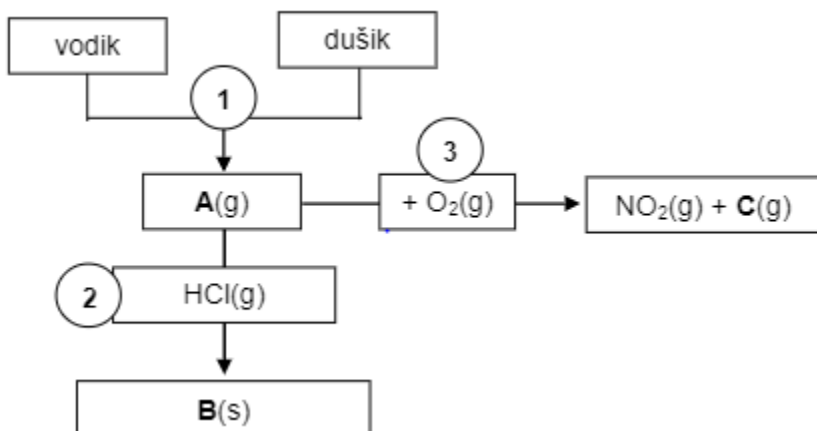 vodik
dušik
1
3
A(g)
+ O₂(g)
NO₂(g) + C(g)
2
HCl(g)
B(s)